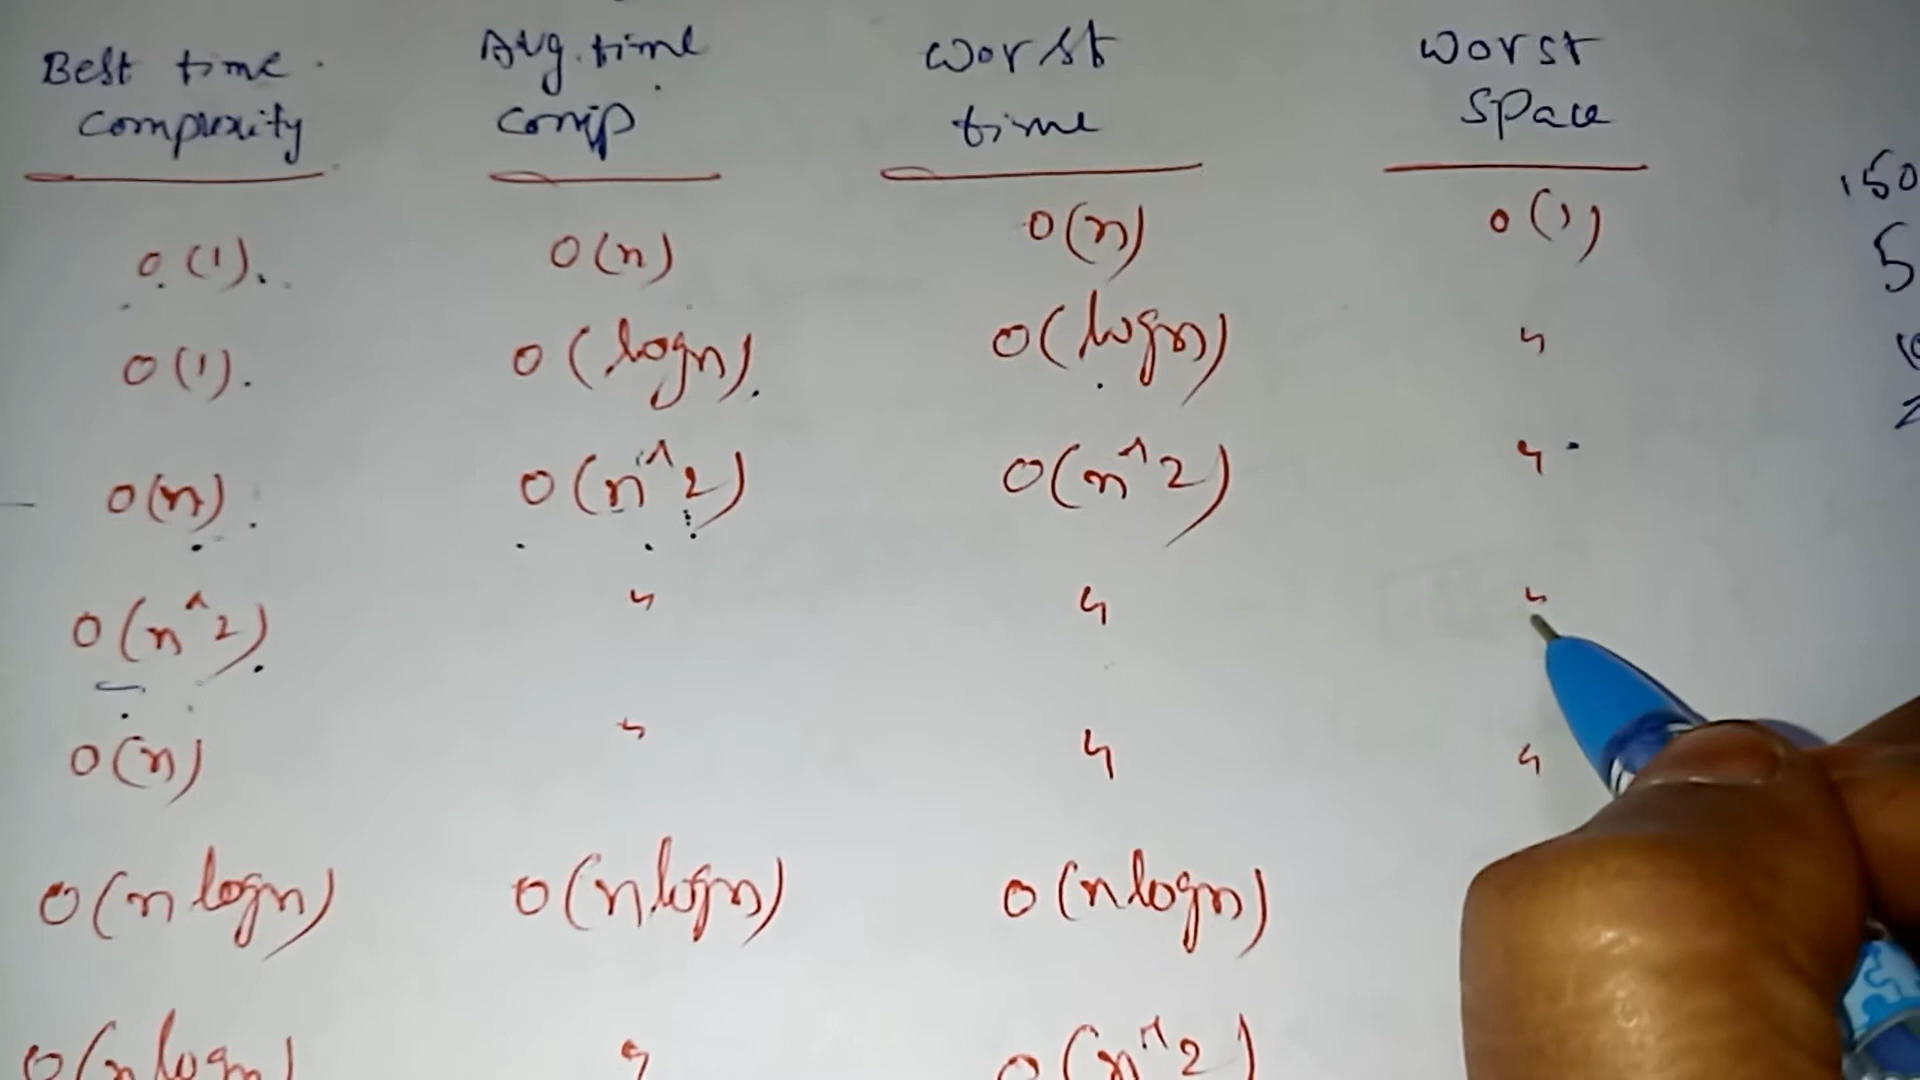 Best time Avg. time worst worst
complexity comp time space
O(1). O(n) O(n) O(1)
O(1). O(logn). O(logn) "
O(n). O(n^2) O(n^2) "
O(n^2). " " "
O(n) " " "
O(nlogn) O(nlogn) O(nlogn)
O(nlogn) " O(n^2)